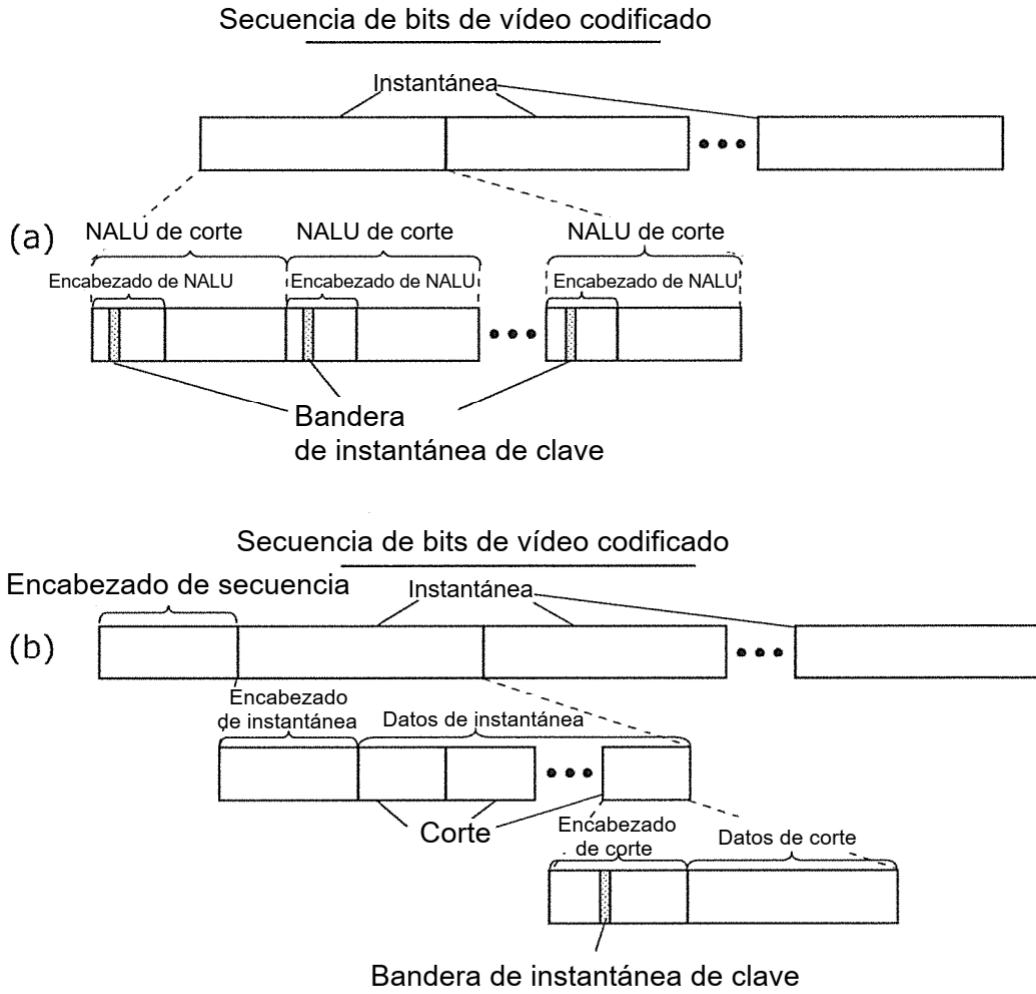 Secuencia de bits de vídeo codificado
Instantánea
(a)
NALU de corte NALU de corte NALU de corte
Encabezado de NALU Encabezado de NALU Encabezado de NALU
Bandera
de instantánea de clave
Secuencia de bits de vídeo codificado
Encabezado de secuencia Instantánea
(b)
Encabezado
de instantánea Datos de instantánea
Corte
Encabezado
de corte Datos de corte
Bandera de instantánea de clave